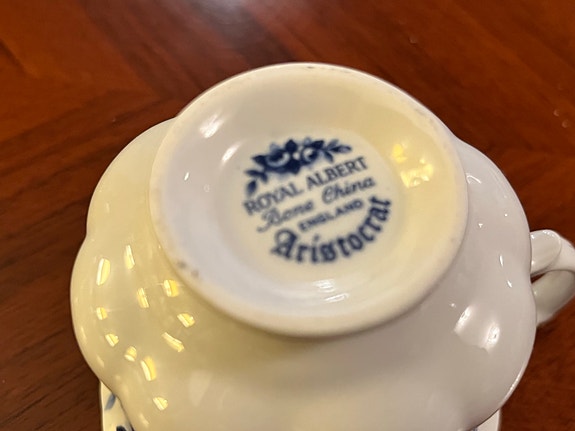 ROYAL ALBERT
Bone China
ENGLAND
Aristocrat